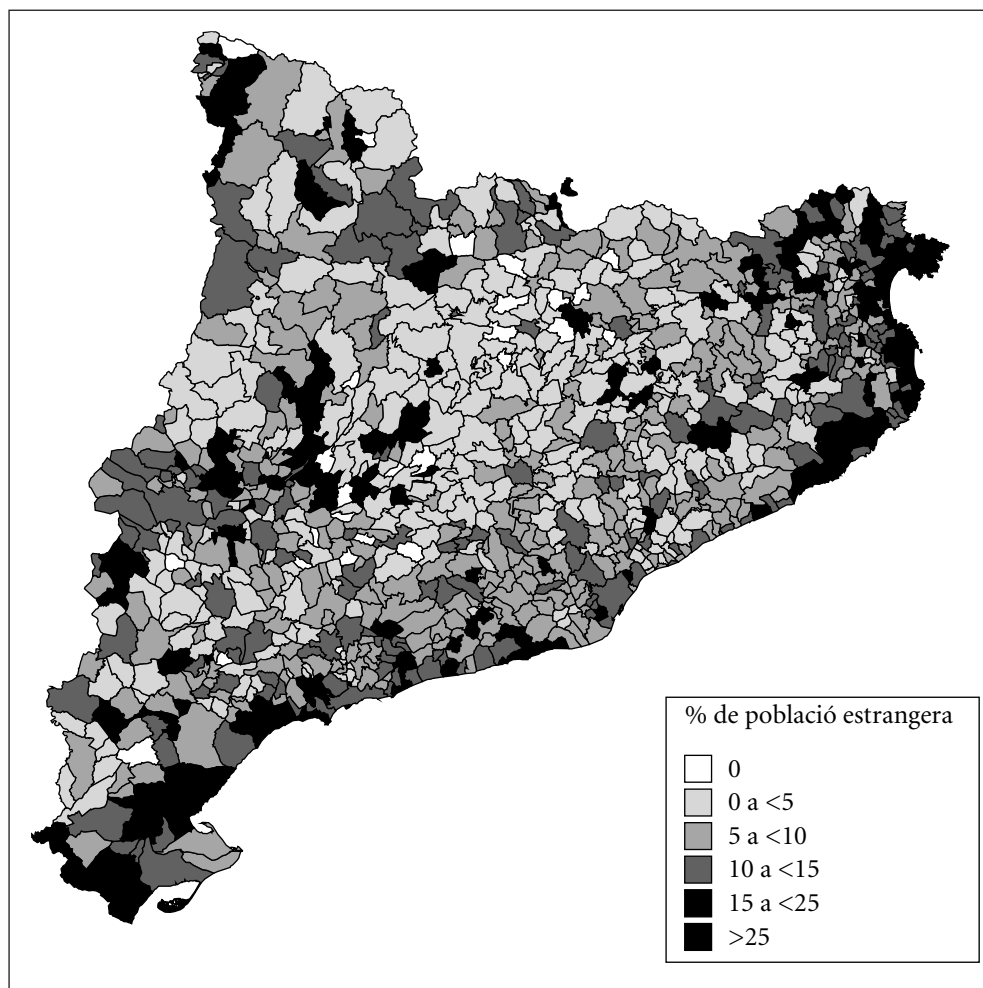 % de població estrangera
0
0 a <5
5 a <10
10 a <15
15 a <25
>25